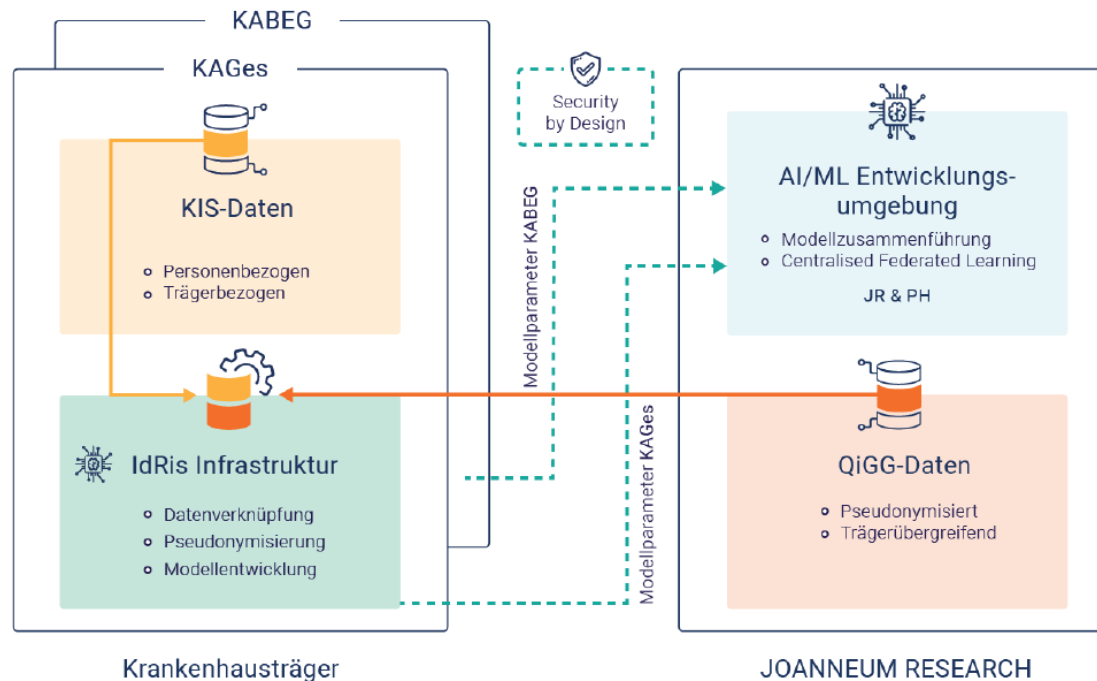 KABEG
KAGes
KIS-Daten
Personenbezogen
Trägerbezogen
IdRis Infrastruktur
Datenverknüpfung
Pseudonymisierung
Modellentwicklung
Krankenhausträger
Security
by Design
Modellparameter KABEG
Modellparameter KAGes
AI/ML Entwicklungs-
umgebung
Modellzusammenführung
Centralised Federated Learning
JR & PH
QiGG-Daten
Pseudonymisiert
Trägerübergreifend
JOANNEUM RESEARCH